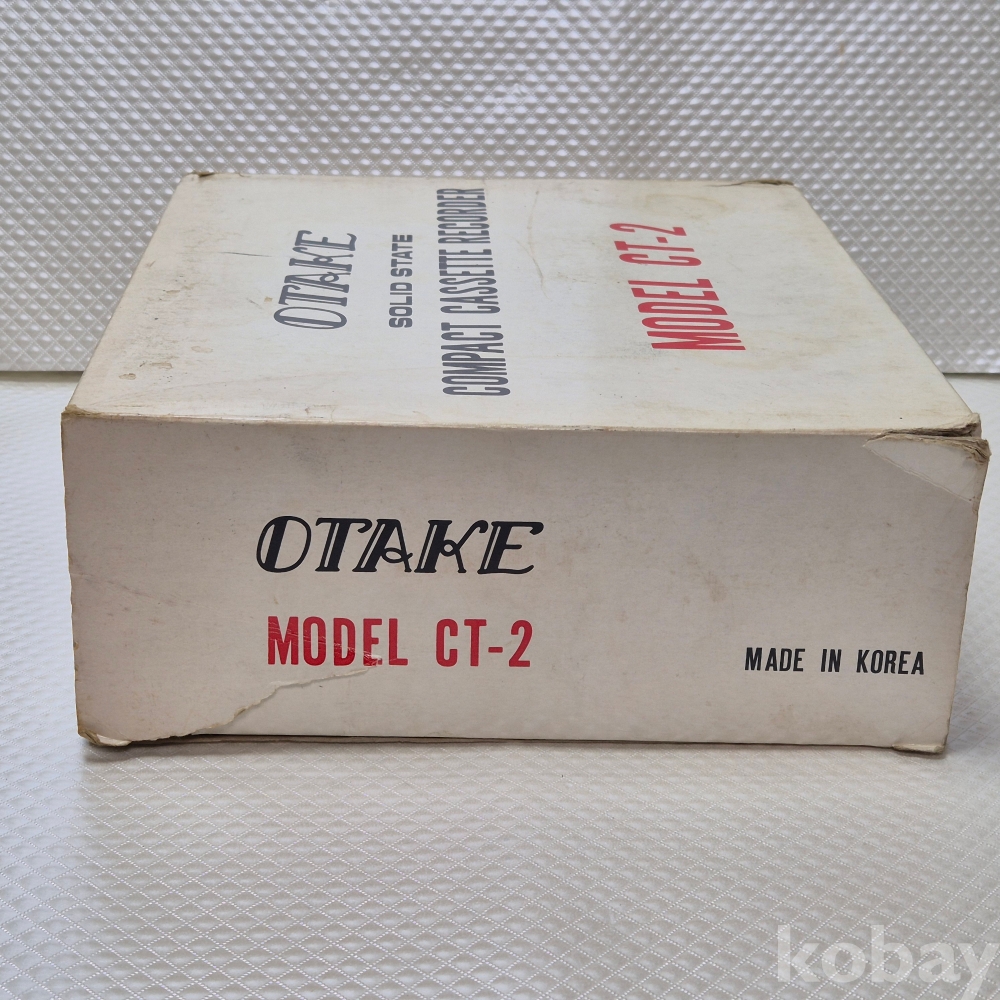 OTAKE
SOLID STATE
COMPACT CASSETTE RECORDER
MODEL CT-2
OTAKE
MODEL CT-2
MADE IN KOREA
kobay